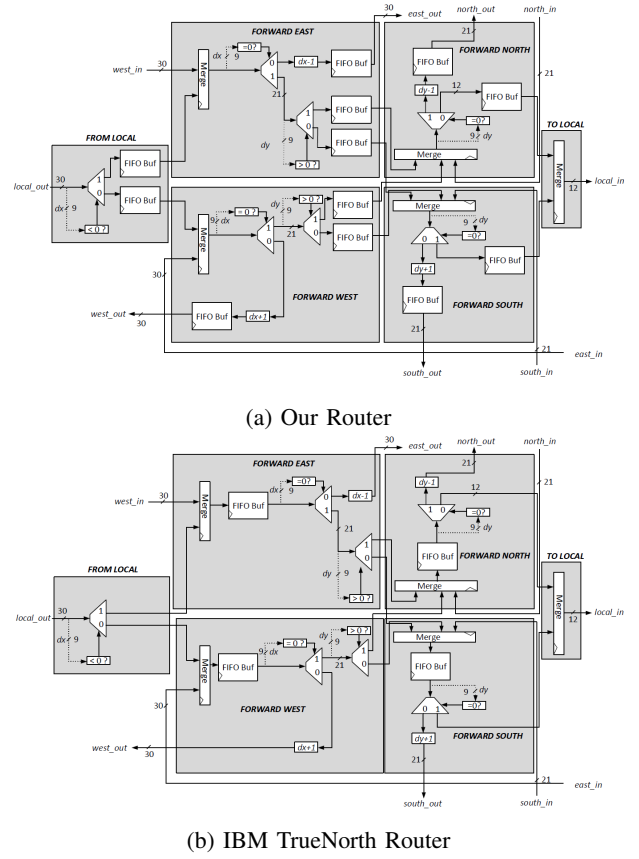 30 east_out north_out north_in
FORWARD EAST
21
FORWARD NORTH
=0?
dx 9
0
1
dx-1
FIFO Buf
FIFO Buf
west_in 30
Merge
21
dy-1
12
FIFO Buf
21
FIFO Buf
1 0
=0?
9 dy
TO LOCAL
FROM LOCAL
1
0
dy 9
FIFO Buf
> 0 ?
Merge
30
local_out
dx 9
1
0
FIFO Buf
FIFO Buf
< 0 ?
Merge
12
local_in
= 0 ?
9 dx
Merge
1
0
> 0 ?
dy 9
21
1
0
FIFO Buf
FIFO Buf
Merge
9 dy
0 1
=0?
dy+1
FIFO Buf
30
FORWARD WEST
FORWARD SOUTH
west_out 30
FIFO Buf
dx+1
FIFO Buf
21
21
east_in
south_out
south_in
(a) Our Router
30 east_out north_out north_in
FORWARD EAST
21
dy-1
12
=0?
dx 9
0
1
dx-1
west_in 30
Merge
FIFO Buf
1 0
=0?
9 dy
21
21
FORWARD NORTH
FIFO Buf
TO LOCAL
FROM LOCAL
1
0
dy 9
> 0 ?
Merge
30
local_out
dx 9
1
0
< 0 ?
Merge
12
local_in
= 0 ?
9 dx
Merge
FIFO Buf
1
0
> 0 ?
dy 9
21
1
0
Merge
FIFO Buf
9 dy
0 1
=0?
30
FORWARD WEST
FORWARD SOUTH
west_out 30
dx+1
dy+1
21
21
east_in
south_out
south_in
(b) IBM TrueNorth Router